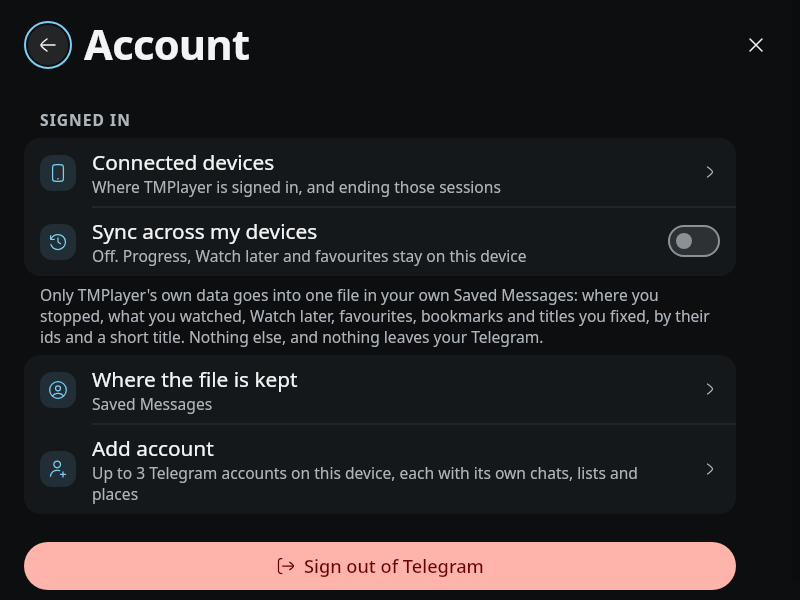 Account
SIGNED IN
Connected devices
Where TMPlayer is signed in, and ending those sessions
Sync across my devices
Off. Progress, Watch later and favourites stay on this device
Only TMPlayer's own data goes into one file in your own Saved Messages: where you
stopped, what you watched, Watch later, favourites, bookmarks and titles you fixed, by their
ids and a short title. Nothing else, and nothing leaves your Telegram.
Where the file is kept
Saved Messages
Add account
Up to 3 Telegram accounts on this device, each with its own chats, lists and
places
Sign out of Telegram